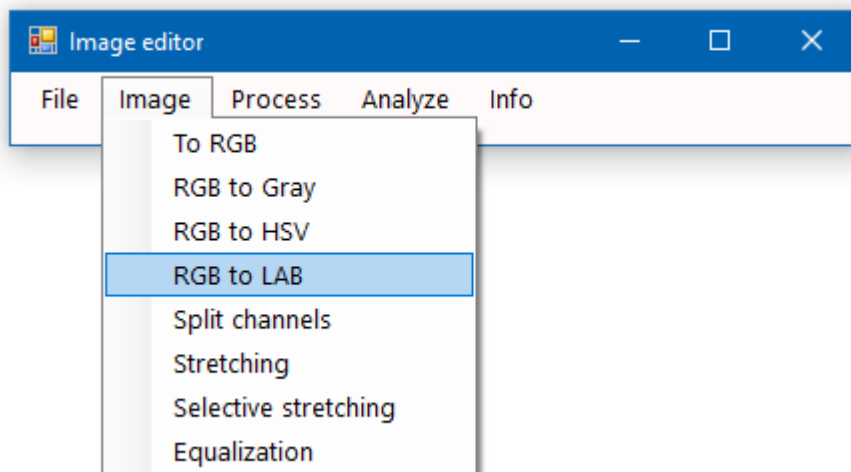 Image editor
File Image Process Analyze Info
To RGB
RGB to Gray
RGB to HSV
RGB to LAB
Split channels
Stretching
Selective stretching
Equalization